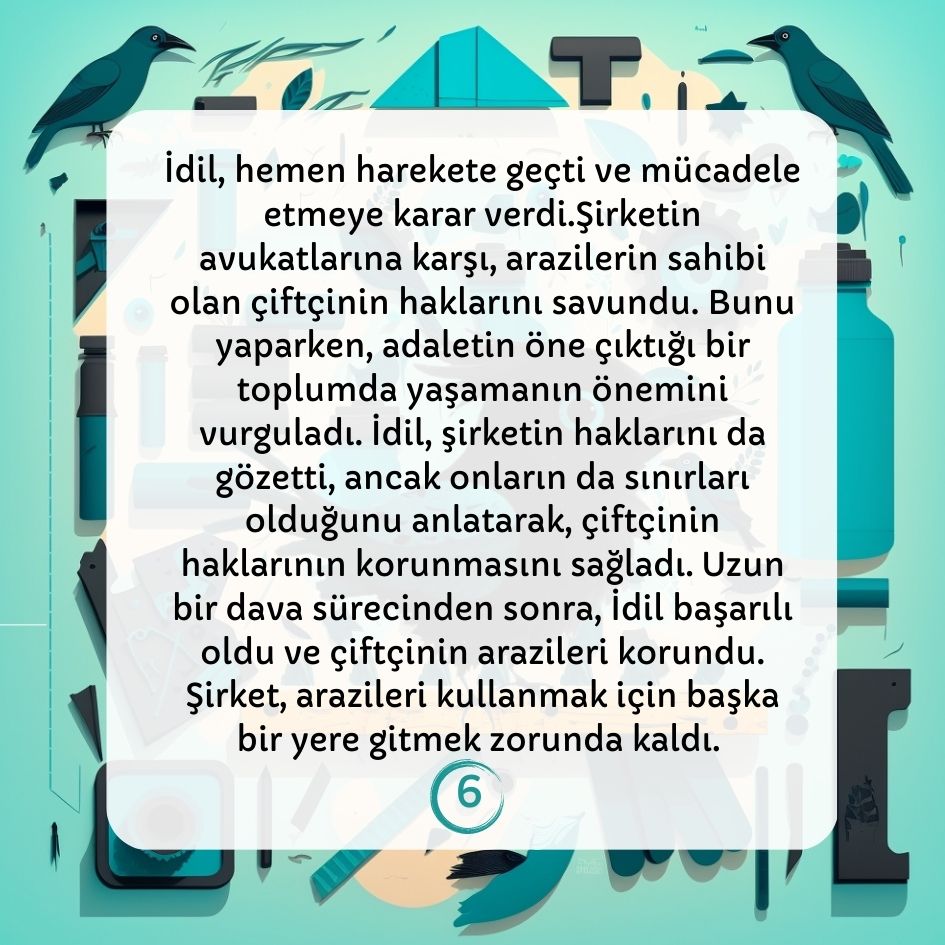 İdil, hemen harekete geçti ve mücadele
etmeye karar verdi.Şirketin
avukatlarına karşı, arazilerin sahibi
olan çiftçinin haklarını savundu. Bunu
yaparken, adaletin öne çıktığı bir
toplumda yaşamanın önemini
vurguladı. İdil, şirketin haklarını da
gözetti, ancak onların da sınırları
olduğunu anlatarak, çiftçinin
haklarının korunmasını sağladı. Uzun
bir dava sürecinden sonra, İdil başarılı
oldu ve çiftçinin arazileri korundu.
Şirket, arazileri kullanmak için başka
bir yere gitmek zorunda kaldı.
6